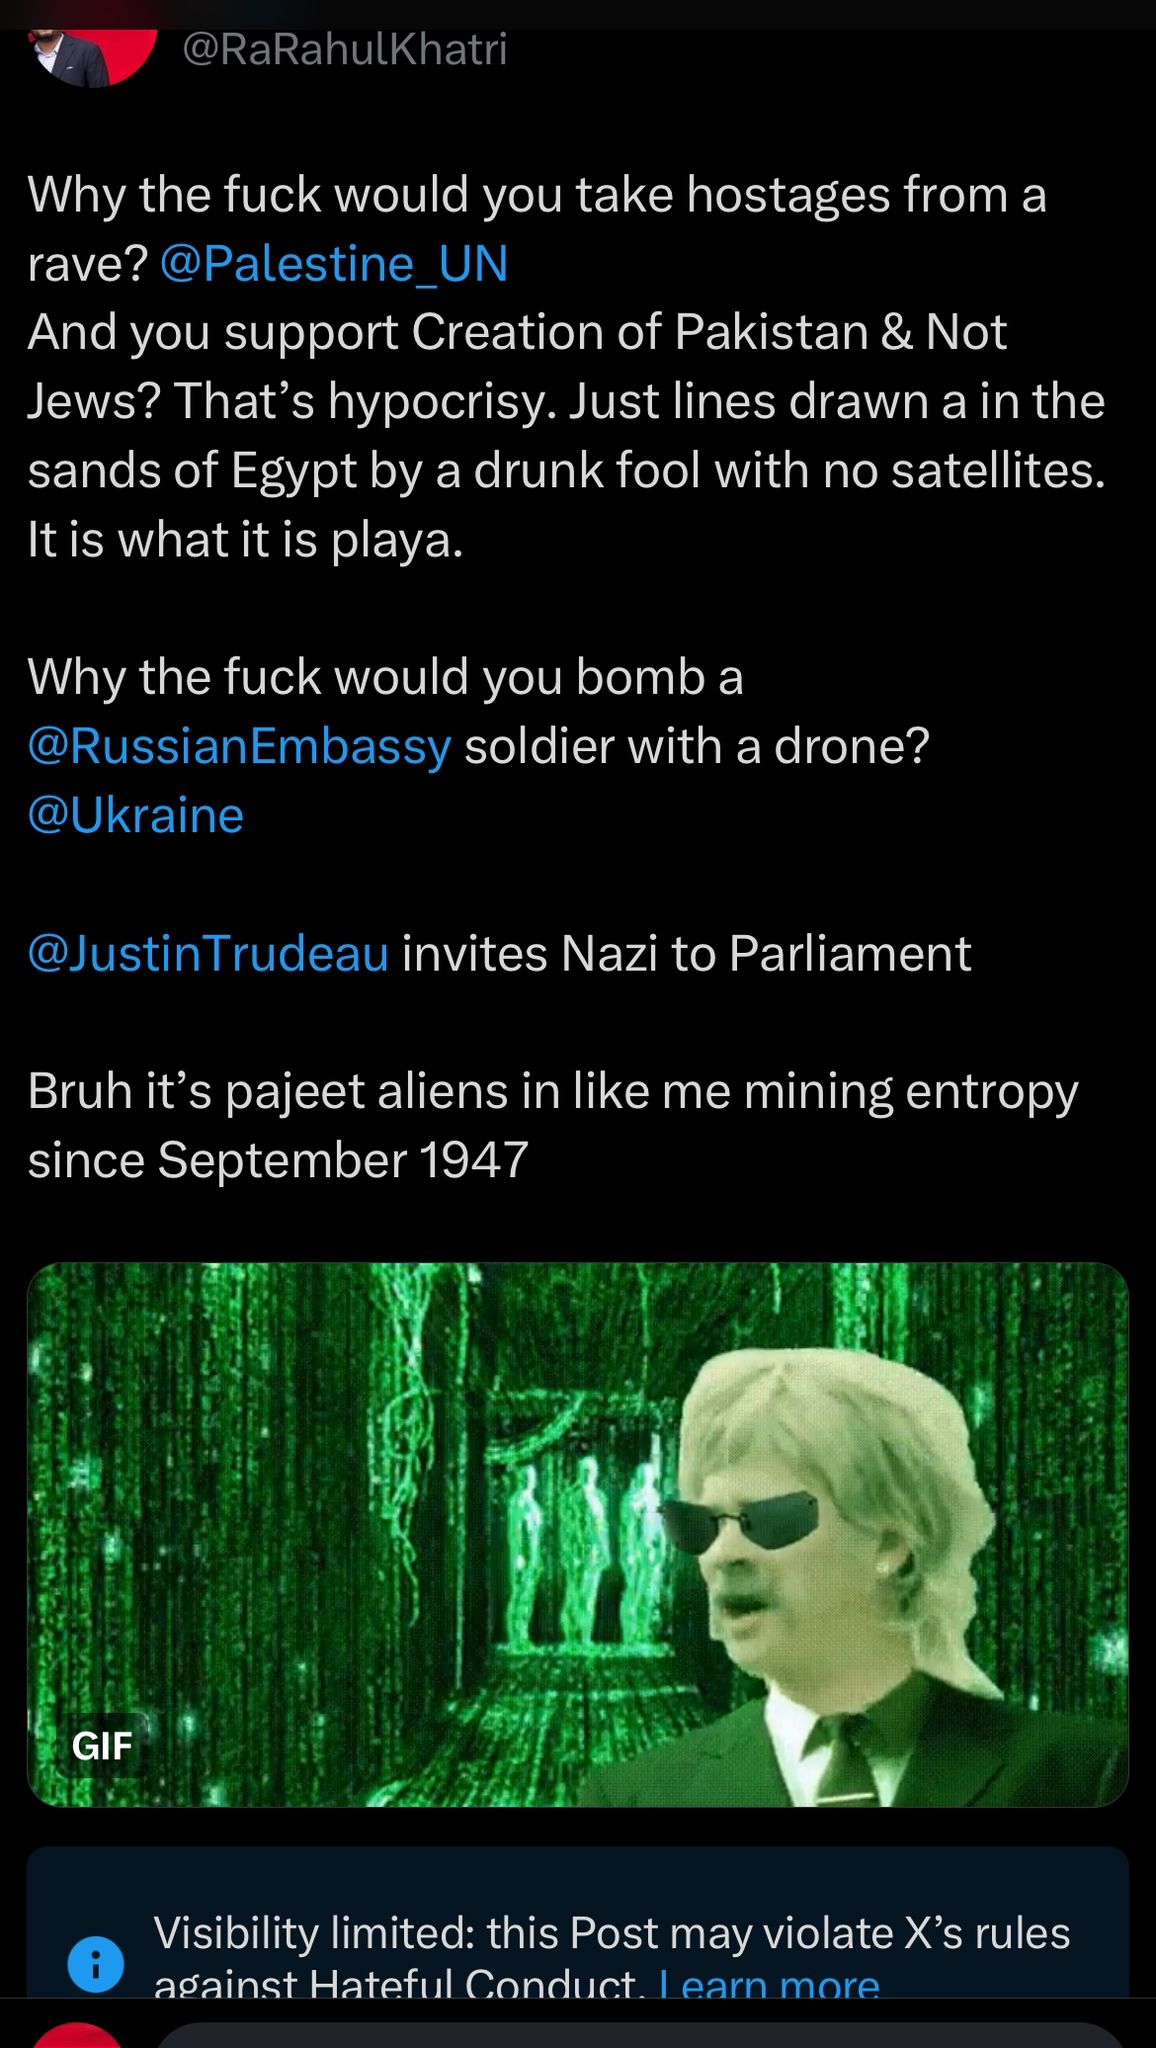 @RaRahulKhatri
Why the fuck would you take hostages from a
rave? @Palestine_UN
And you support Creation of Pakistan & Not
Jews? That’s hypocrisy. Just lines drawn a in the
sands of Egypt by a drunk fool with no satellites.
It is what it is playa.
Why the fuck would you bomb a
@RussianEmbassy soldier with a drone?
@Ukraine
@JustinTrudeau invites Nazi to Parliament
Bruh it’s pajeet aliens in like me mining entropy
since September 1947
GIF
Visibility limited: this Post may violate X’s rules
against Hateful Conduct. Learn more